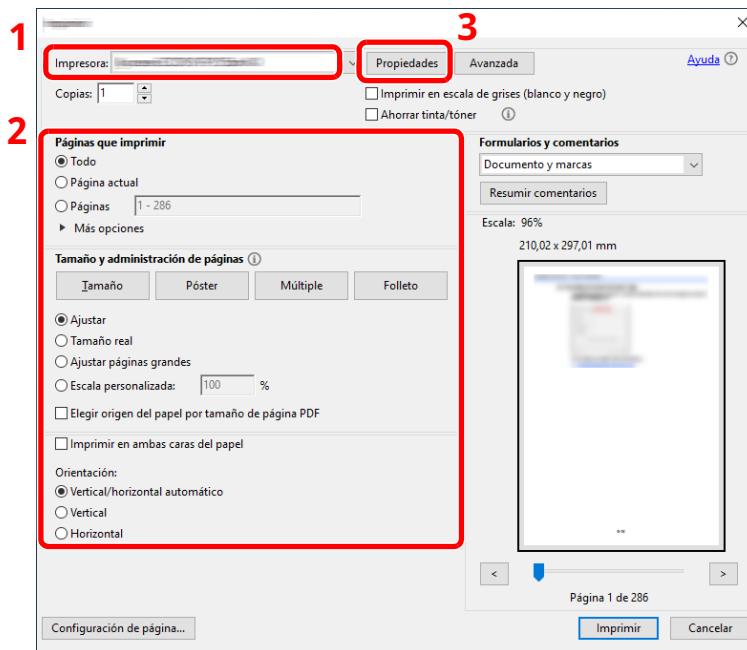 1
3
Impresora:
Propiedades
Avanzada
Ayuda
Copias: 1
Imprimir en escala de grises (blanco y negro)
Ahorrar tinta/tóner
2
Páginas que imprimir
Todo
Página actual
Páginas 1 - 286
Más opciones
Tamaño y administración de páginas
Tamaño
Póster
Múltiple
Folleto
Ajustar
Tamaño real
Ajustar páginas grandes
Escala personalizada: 100 %
Elegir origen del papel por tamaño de página PDF
Imprimir en ambas caras del papel
Orientación:
Vertical/horizontal automático
Vertical
Horizontal
Formularios y comentarios
Documento y marcas
Resumir comentarios
Escala: 96%
210,02 x 297,01 mm
<
>
Página 1 de 286
Configuración de página...
Imprimir
Cancelar